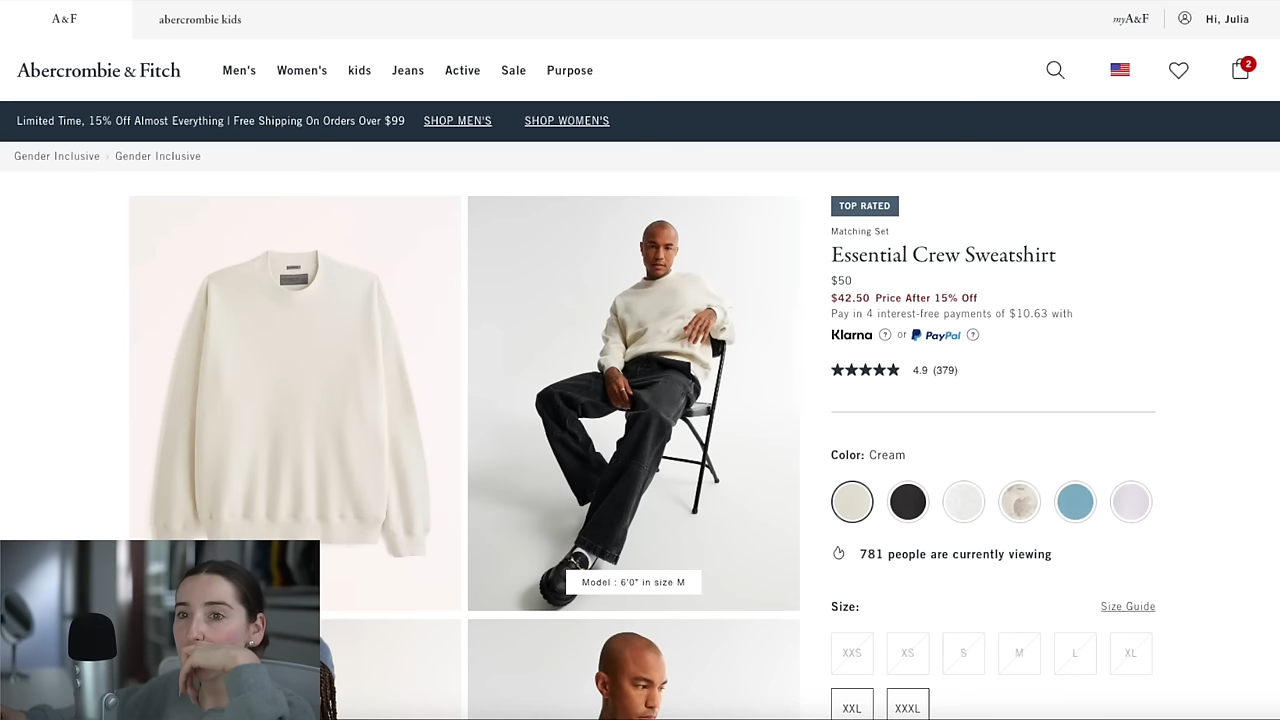 A&F
abercrombie kids
myA&F
Hi, Julia
Abercrombie & Fitch
Men's
Women's
kids
Jeans
Active
Sale
Purpose
2
Limited Time, 15% Off Almost Everything | Free Shipping On Orders Over $99
SHOP MEN'S
SHOP WOMEN'S
Gender Inclusive › Gender Inclusive
TOP RATED
Matching Set
Essential Crew Sweatshirt
$50
$42.50 Price After 15% Off
Pay in 4 interest-free payments of $10.63 with
Klarna ? or PayPal ?
4.9 (379)
Color: Cream
781 people are currently viewing
Model : 6'0" in size M
Size:
Size Guide
XXS
XS
S
M
L
XL
XXL
XXXL